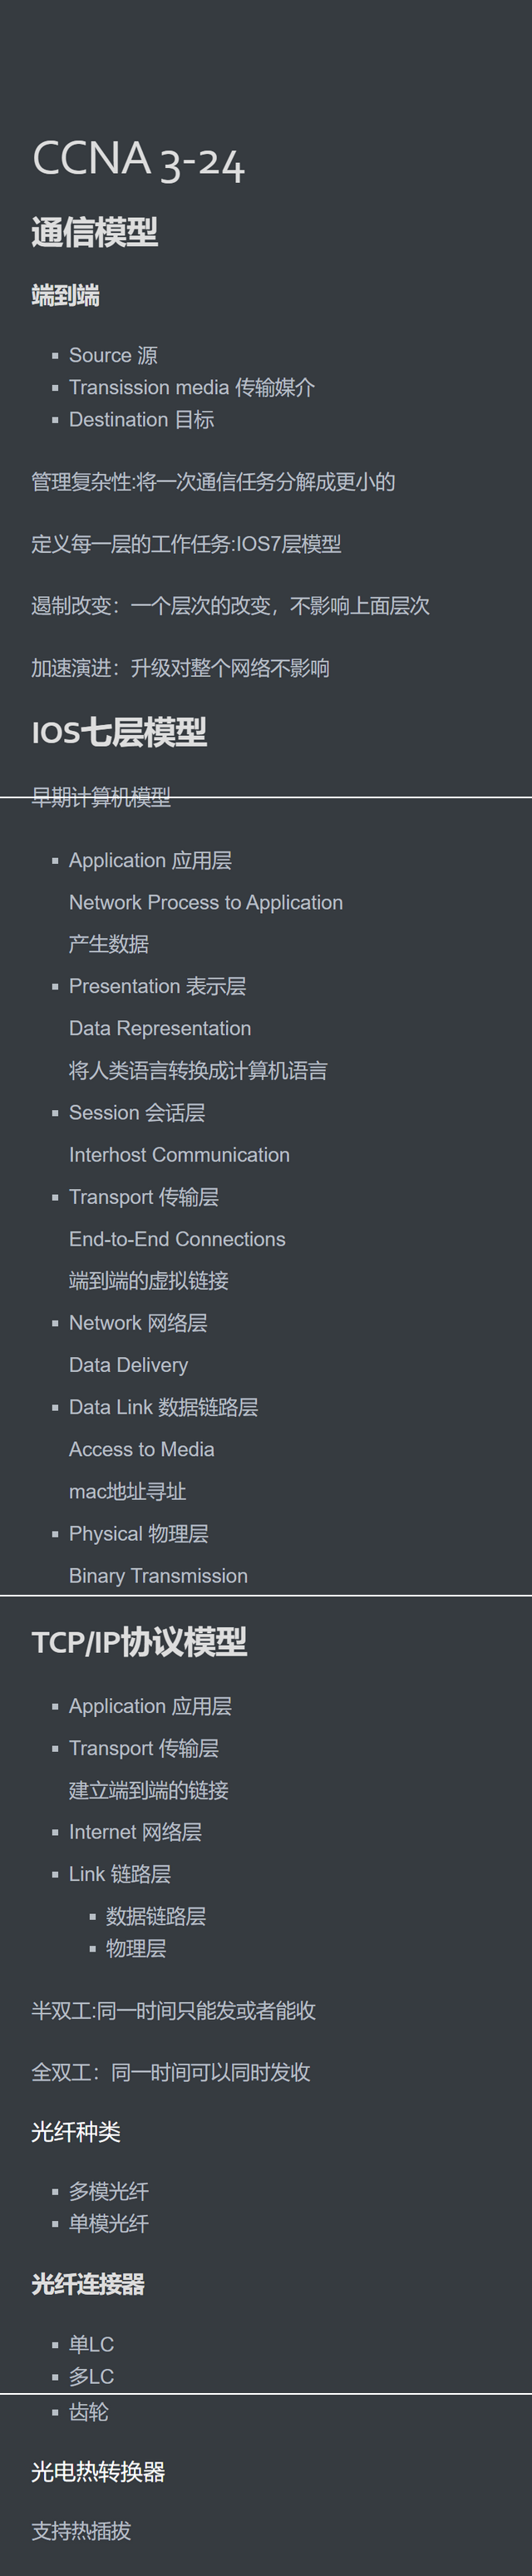 CCNA 3-24
通信模型
端到端
Source 源
Transission media 传输媒介
Destination 目标
管理复杂性:将一次通信任务分解成更小的
定义每一层的工作任务:IOS7层模型
遏制改变：一个层次的改变，不影响上面层次
加速演进：升级对整个网络不影响
IOS七层模型
早期计算机模型
Application 应用层
Network Process to Application
产生数据
Presentation 表示层
Data Representation
将人类语言转换成计算机语言
Session 会话层
Interhost Communication
Transport 传输层
End-to-End Connections
端到端的虚拟链接
Network 网络层
Data Delivery
Data Link 数据链路层
Access to Media
mac地址寻址
Physical 物理层
Binary Transmission
TCP/IP协议模型
Application 应用层
Transport 传输层
建立端到端的链接
Internet 网络层
Link 链路层
数据链路层
物理层
半双工:同一时间只能发或者能收
全双工：同一时间可以同时发收
光纤种类
多模光纤
单模光纤
光纤连接器
单LC
多LC
齿轮
光电热转换器
支持热插拔